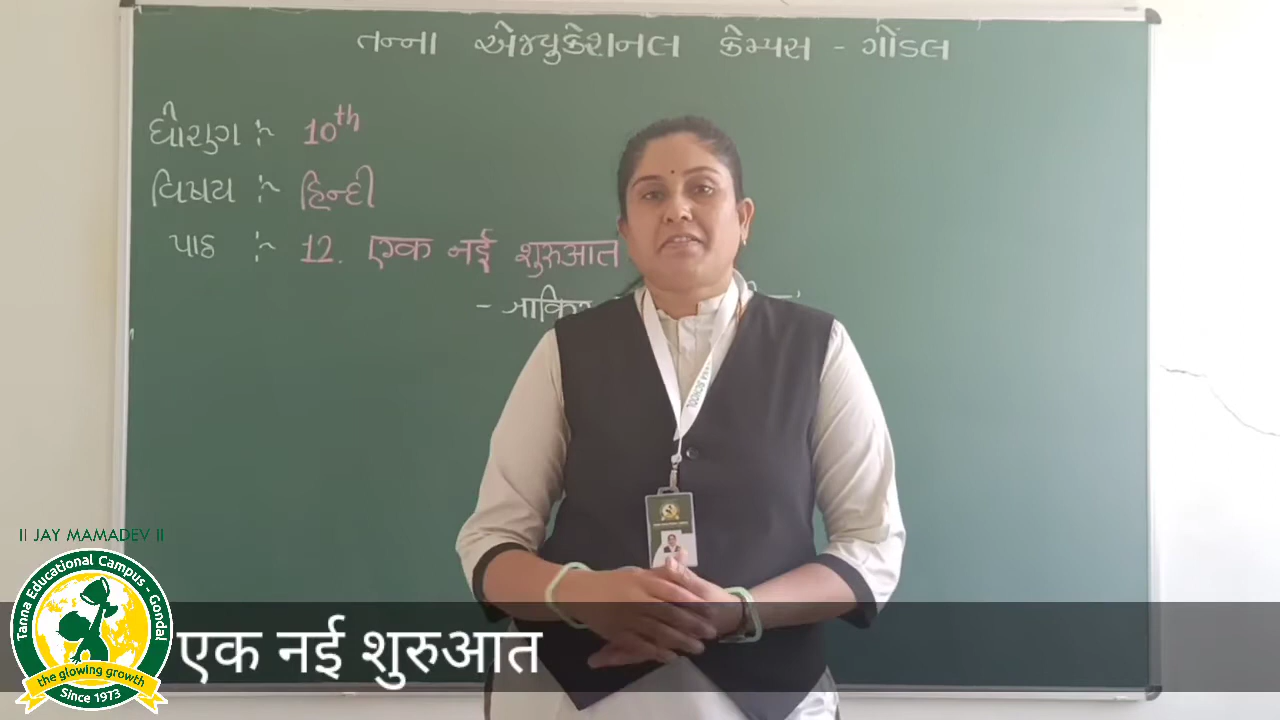 તન્ના એજ્યુકેશનલ કેમ્પસ - ગોંડલ
ધોરણ :- 10th
વિષય :- હિન્દી
પાઠ :- 12. एक नई शुरुआत
II JAY MAMADEV II
Tanna Educational Campus - Gondal
the glowing growth
Since 1973
एक नई शुरुआत